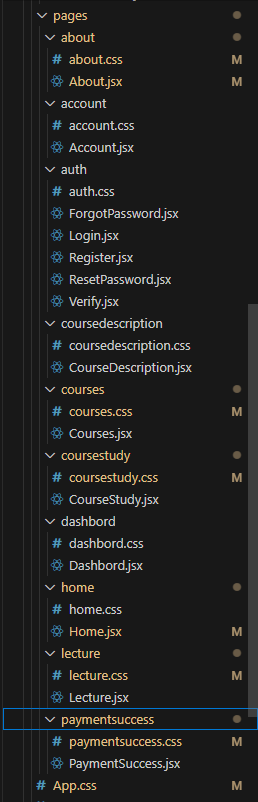 pages
about
# about.css M
About.jsx M
account
# account.css
Account.jsx
auth
# auth.css
ForgotPassword.jsx
Login.jsx
Register.jsx
ResetPassword.jsx
Verify.jsx
coursedescription
# coursedescription.css
CourseDescription.jsx
courses
# courses.css M
Courses.jsx
coursestudy
# coursestudy.css M
CourseStudy.jsx
dashbord
# dashbord.css
Dashbord.jsx
home
# home.css
Home.jsx M
lecture
# lecture.css M
Lecture.jsx
paymentsuccess
# paymentsuccess.css M
PaymentSuccess.jsx
# App.css M